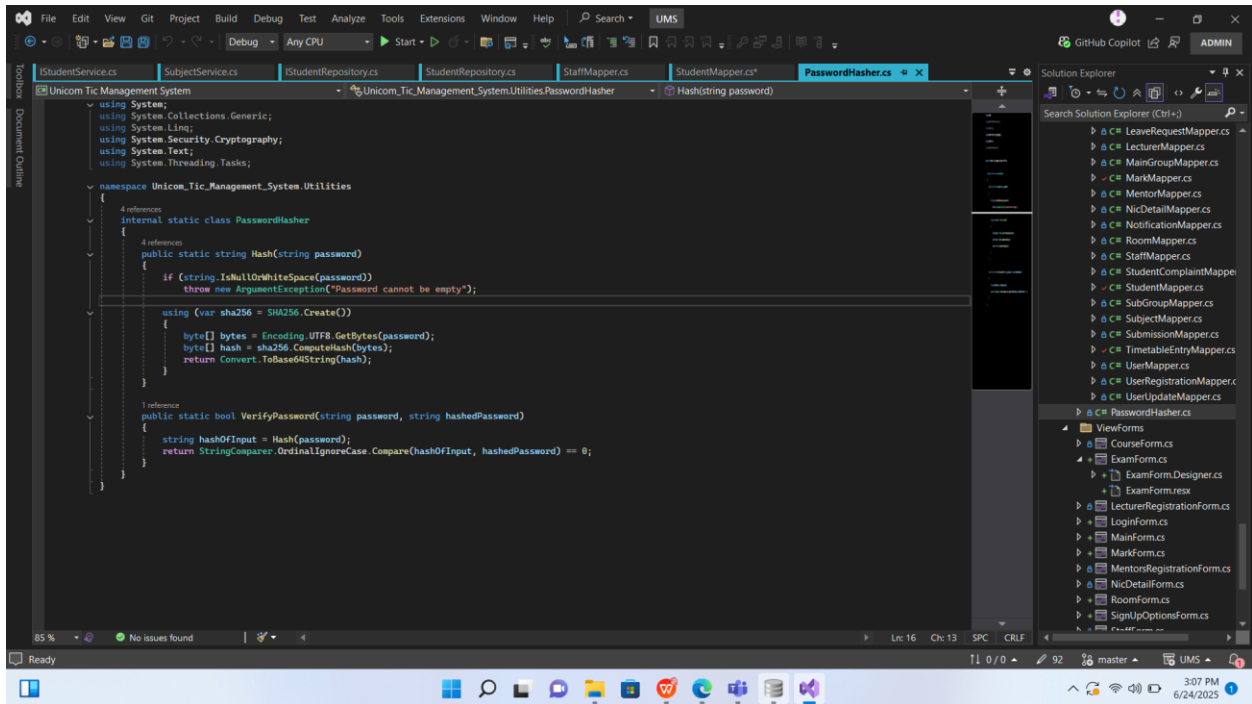 File Edit View Git Project Build Debug Test Analyze Tools Extensions Window Help Search UMS
Debug Any CPU Start GitHub Copilot ADMIN
Toolbox
Document Outline
IStudentService.cs SubjectService.cs IStudentRepository.cs StudentRepository.cs StaffMapper.cs StudentMapper.cs* PasswordHasher.cs
Unicom Tic Management System Unicom_Tic_Management_System.Utilities.PasswordHasher Hash(string password)
using System;
using System.Collections.Generic;
using System.Linq;
using System.Security.Cryptography;
using System.Text;
using System.Threading.Tasks;
namespace Unicom_Tic_Management_System.Utilities
{
4 references
internal static class PasswordHasher
{
4 references
public static string Hash(string password)
{
if (string.IsNullOrWhiteSpace(password))
throw new ArgumentException("Password cannot be empty");
using (var sha256 = SHA256.Create())
{
byte[] bytes = Encoding.UTF8.GetBytes(password);
byte[] hash = sha256.ComputeHash(bytes);
return Convert.ToBase64String(hash);
}
}
1 reference
public static bool VerifyPassword(string password, string hashedPassword)
{
string hashOfInput = Hash(password);
return StringComparer.OrdinalIgnoreCase.Compare(hashOfInput, hashedPassword) == 0;
}
}
}
85 % No issues found Ln: 16 Ch: 13 SPC CRLF
Solution Explorer
Search Solution Explorer (Ctrl+;)
C# LeaveRequestMapper.cs
C# LecturerMapper.cs
C# MainGroupMapper.cs
C# MarkMapper.cs
C# MentorMapper.cs
C# NicDetailMapper.cs
C# NotificationMapper.cs
C# RoomMapper.cs
C# StaffMapper.cs
C# StudentComplaintMapper
C# StudentMapper.cs
C# SubGroupMapper.cs
C# SubjectMapper.cs
C# SubmissionMapper.cs
C# TimetableEntryMapper.cs
C# UserMapper.cs
C# UserRegistrationMapper.c
C# UserUpdateMapper.cs
C# PasswordHasher.cs
ViewForms
CourseForm.cs
ExamForm.cs
ExamForm.Designer.cs
ExamForm.resx
LecturerRegistrationForm.cs
LoginForm.cs
MainForm.cs
MarkForm.cs
MentorsRegistrationForm.cs
NicDetailForm.cs
RoomForm.cs
SignUpOptionsForm.cs
StaffForm.cs
Ready 0 / 0 92 master UMS 1
3:07 PM
6/24/2025 1